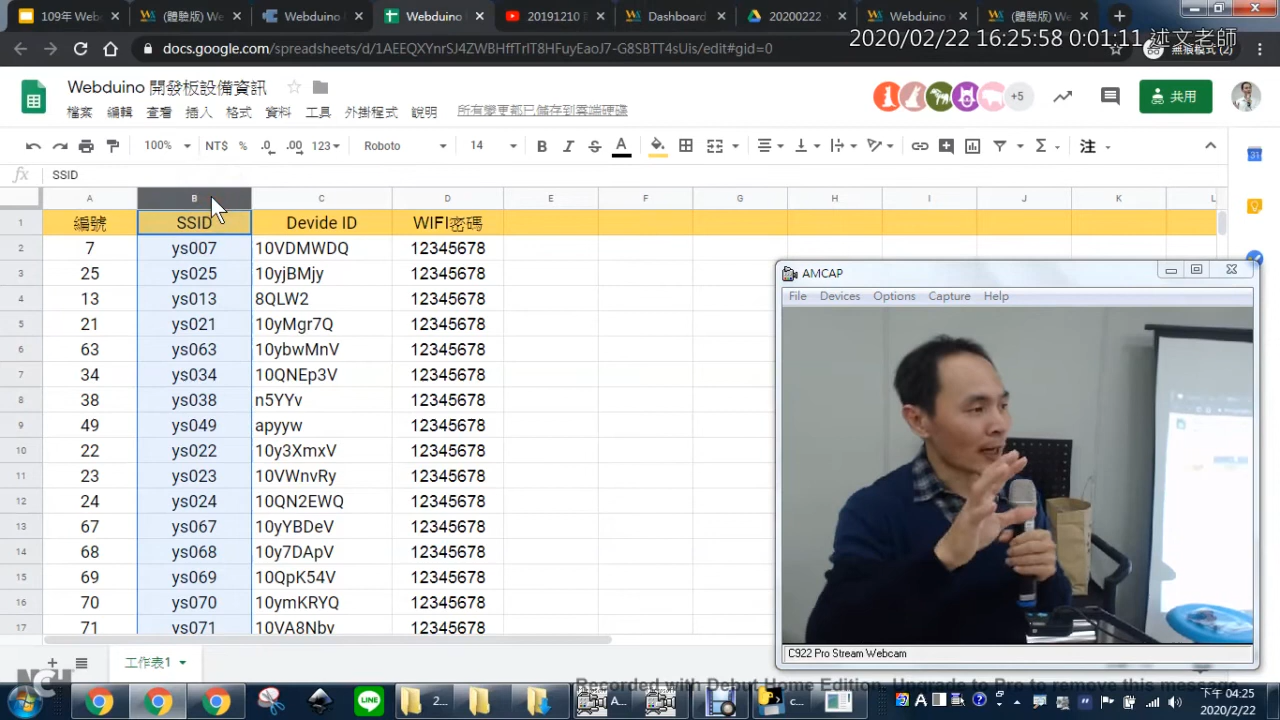 109年 Web
(體驗版) W
Webduino
Webduino
20191210
Dashboard
20200222
Webduino
(體驗版) W
docs.google.com/spreadsheets/d/1AEEQXYnrSJ4ZWBHffTrIT8HFuyEaoJ7-G8SBTT4sUis/edit#gid=0
2020/02/22 16:25:58 0:01:11 述文老師
Webduino 開發板設備資訊
+5
共用
檔案 編輯 查看 插入 格式 資料 工具 外掛程式 說明 所有變更都已儲存到雲端硬碟
100% NT$ % .0 .00 123 Roboto 14 B I S A 注
fx SSID
A B C D E F G H I J K L
1 編號 SSID Devide ID WIFI密碼
2 7 ys007 10VDMWDQ 12345678
3 25 ys025 10yjBMjy 12345678
4 13 ys013 8QLW2 12345678
5 21 ys021 10yMgr7Q 12345678
6 63 ys063 10ybwMnV 12345678
7 34 ys034 10QNEp3V 12345678
8 38 ys038 n5YYv 12345678
9 49 ys049 apyyw 12345678
10 22 ys022 10y3XmxV 12345678
11 23 ys023 10VWnvRy 12345678
12 24 ys024 10QN2EWQ 12345678
13 67 ys067 10yYBDeV 12345678
14 68 ys068 10y7DApV 12345678
15 69 ys069 10QpK54V 12345678
16 70 ys070 10ymKRYQ 12345678
17 71 ys071 10VA8NbV 12345678
AMCAP
File Devices Options Capture Help
C922 Pro Stream Webcam
工作表1
NCH
Recorded with Debut Home Edition. Upgrade to Pro to remove this message
LINE
2...
A...
c...
下午 04:25
2020/2/22